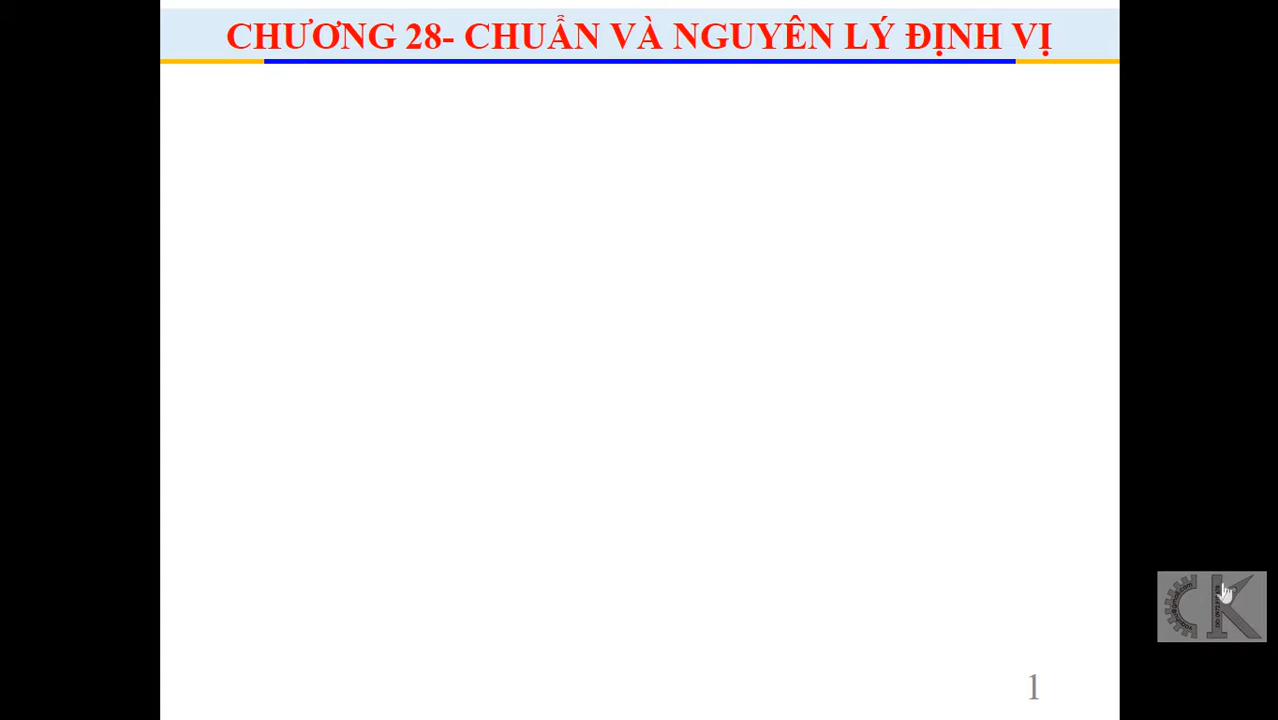 CHƯƠNG 28- CHUẨN VÀ NGUYÊN LÝ ĐỊNH VỊ
1